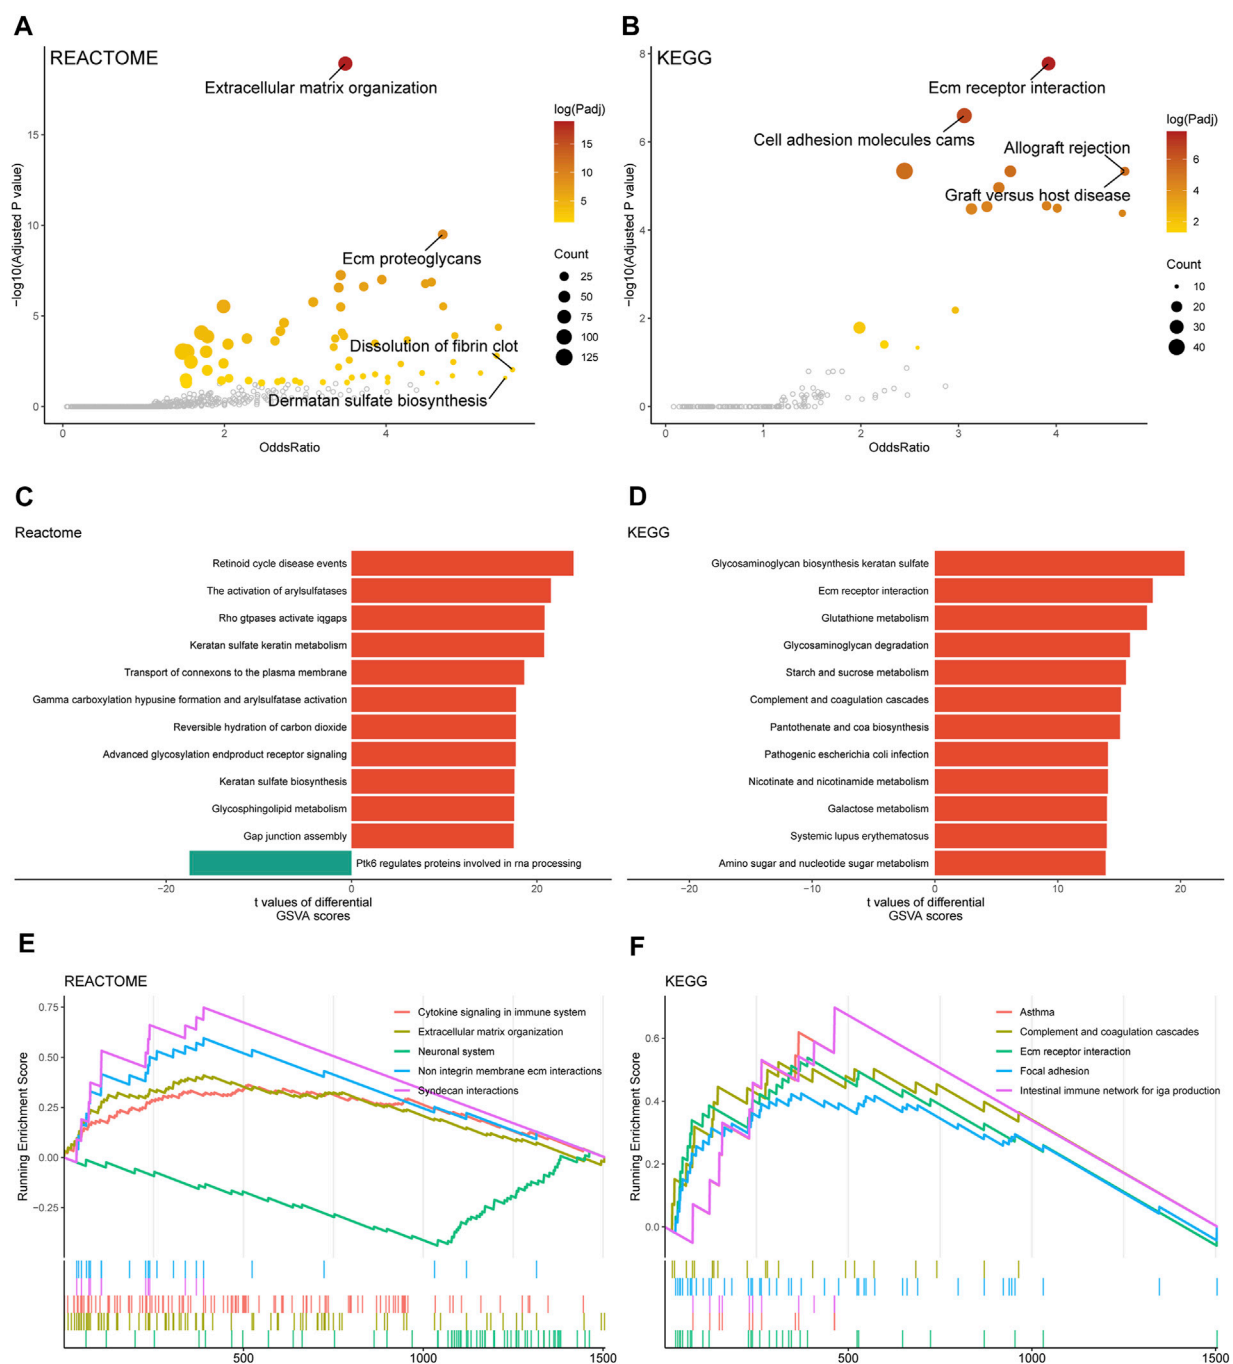 A
REACTOME
Extracellular matrix organization
Ecm proteoglycans
Dissolution of fibrin clot
Dermatan sulfate biosynthesis
−log10(Adjusted P value)
15
10
5
0
0 2 4
OddsRatio
log(Padj)
15
10
5
Count
25
50
75
100
125
B
KEGG
Ecm receptor interaction
Cell adhesion molecules cams
Allograft rejection
Graft versus host disease
−log10(Adjusted P value)
8
6
4
2
0
0 1 2 3 4
OddsRatio
log(Padj)
6
4
2
Count
10
20
30
40
C
Reactome
Retinoid cycle disease events
The activation of arylsulfatases
Rho gtpases activate iqgaps
Keratan sulfate keratin metabolism
Transport of connexons to the plasma membrane
Gamma carboxylation hypusine formation and arylsulfatase activation
Reversible hydration of carbon dioxide
Advanced glycosylation endproduct receptor signaling
Keratan sulfate biosynthesis
Glycosphingolipid metabolism
Gap junction assembly
Ptk6 regulates proteins involved in rna processing
−20 0 20
t values of differential
GSVA scores
D
KEGG
Glycosaminoglycan biosynthesis keratan sulfate
Ecm receptor interaction
Glutathione metabolism
Glycosaminoglycan degradation
Starch and sucrose metabolism
Complement and coagulation cascades
Pantothenate and coa biosynthesis
Pathogenic escherichia coli infection
Nicotinate and nicotinamide metabolism
Galactose metabolism
Systemic lupus erythematosus
Amino sugar and nucleotide sugar metabolism
−20 −10 0 10 20
t values of differential
GSVA scores
E
REACTOME
Running Enrichment Score
0.75
0.50
0.25
0.00
−0.25
Cytokine signaling in immune system
Extracellular matrix organization
Neuronal system
Non integrin membrane ecm interactions
Syndecan interactions
500 1000 1500
F
KEGG
Running Enrichment Score
0.6
0.4
0.2
0.0
Asthma
Complement and coagulation cascades
Ecm receptor interaction
Focal adhesion
Intestinal immune network for iga production
500 1000 1500